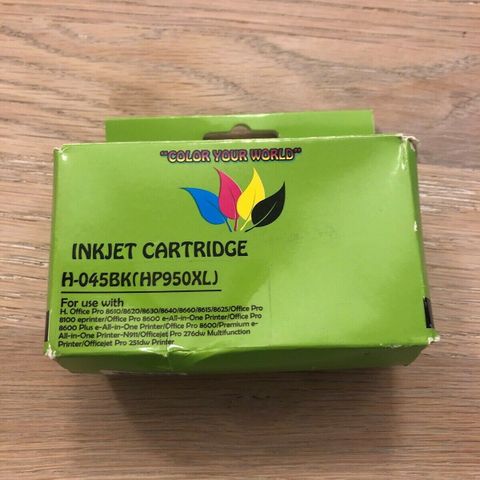 "COLOR YOUR WORLD"
INKJET CARTRIDGE
H-045BK(HP950XL)
For use with
H. Office Pro 8610/8620/8630/8640/8660/8615/8625/Office Pro
8100 eprinter/Office Pro 8600 e-All-in-One Printer/Office Pro
8600 Plus e-All-in-One Printer/Office Pro 8600/Premium e-
All-in-One Printer-N911/Officejet Pro 276dw Multifunction
Printer/Officejet Pro 251dw Printer